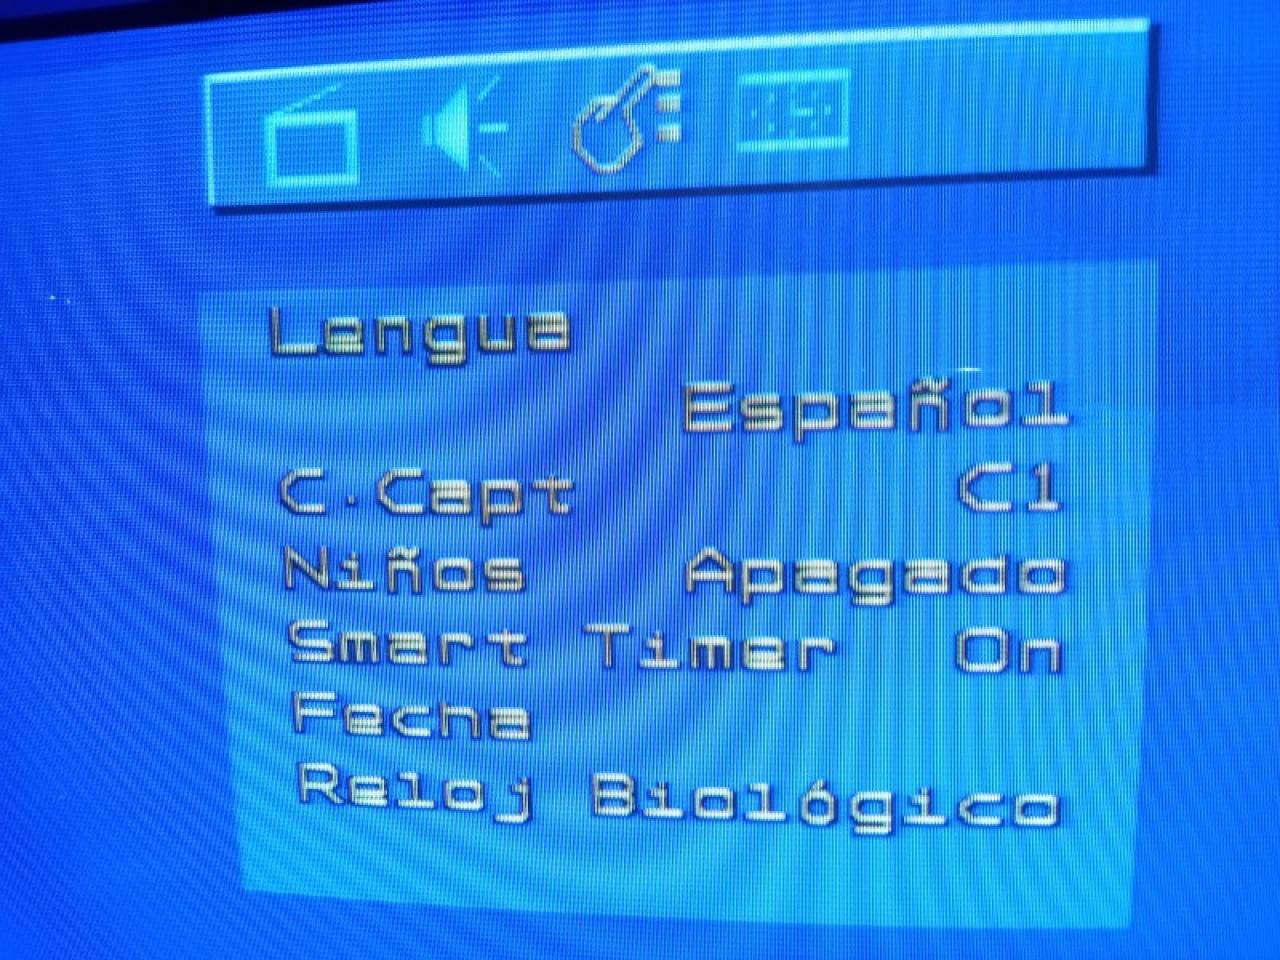 Lengua
Español
C.Capt C1
Niños Apagado
Smart Timer On
Fecha
Reloj Biológico